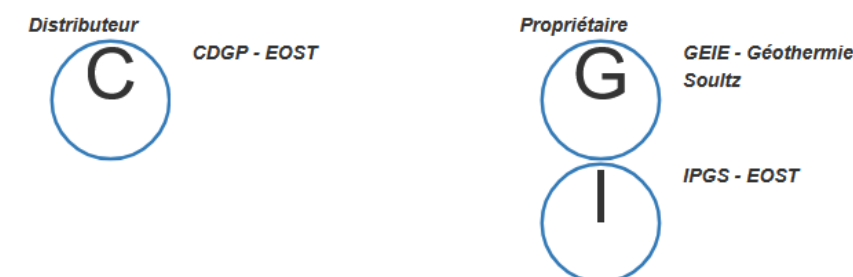 Distributeur
C
CDGP - EOST
Propriétaire
G
GEIE - Géothermie
Soultz
I
IPGS - EOST